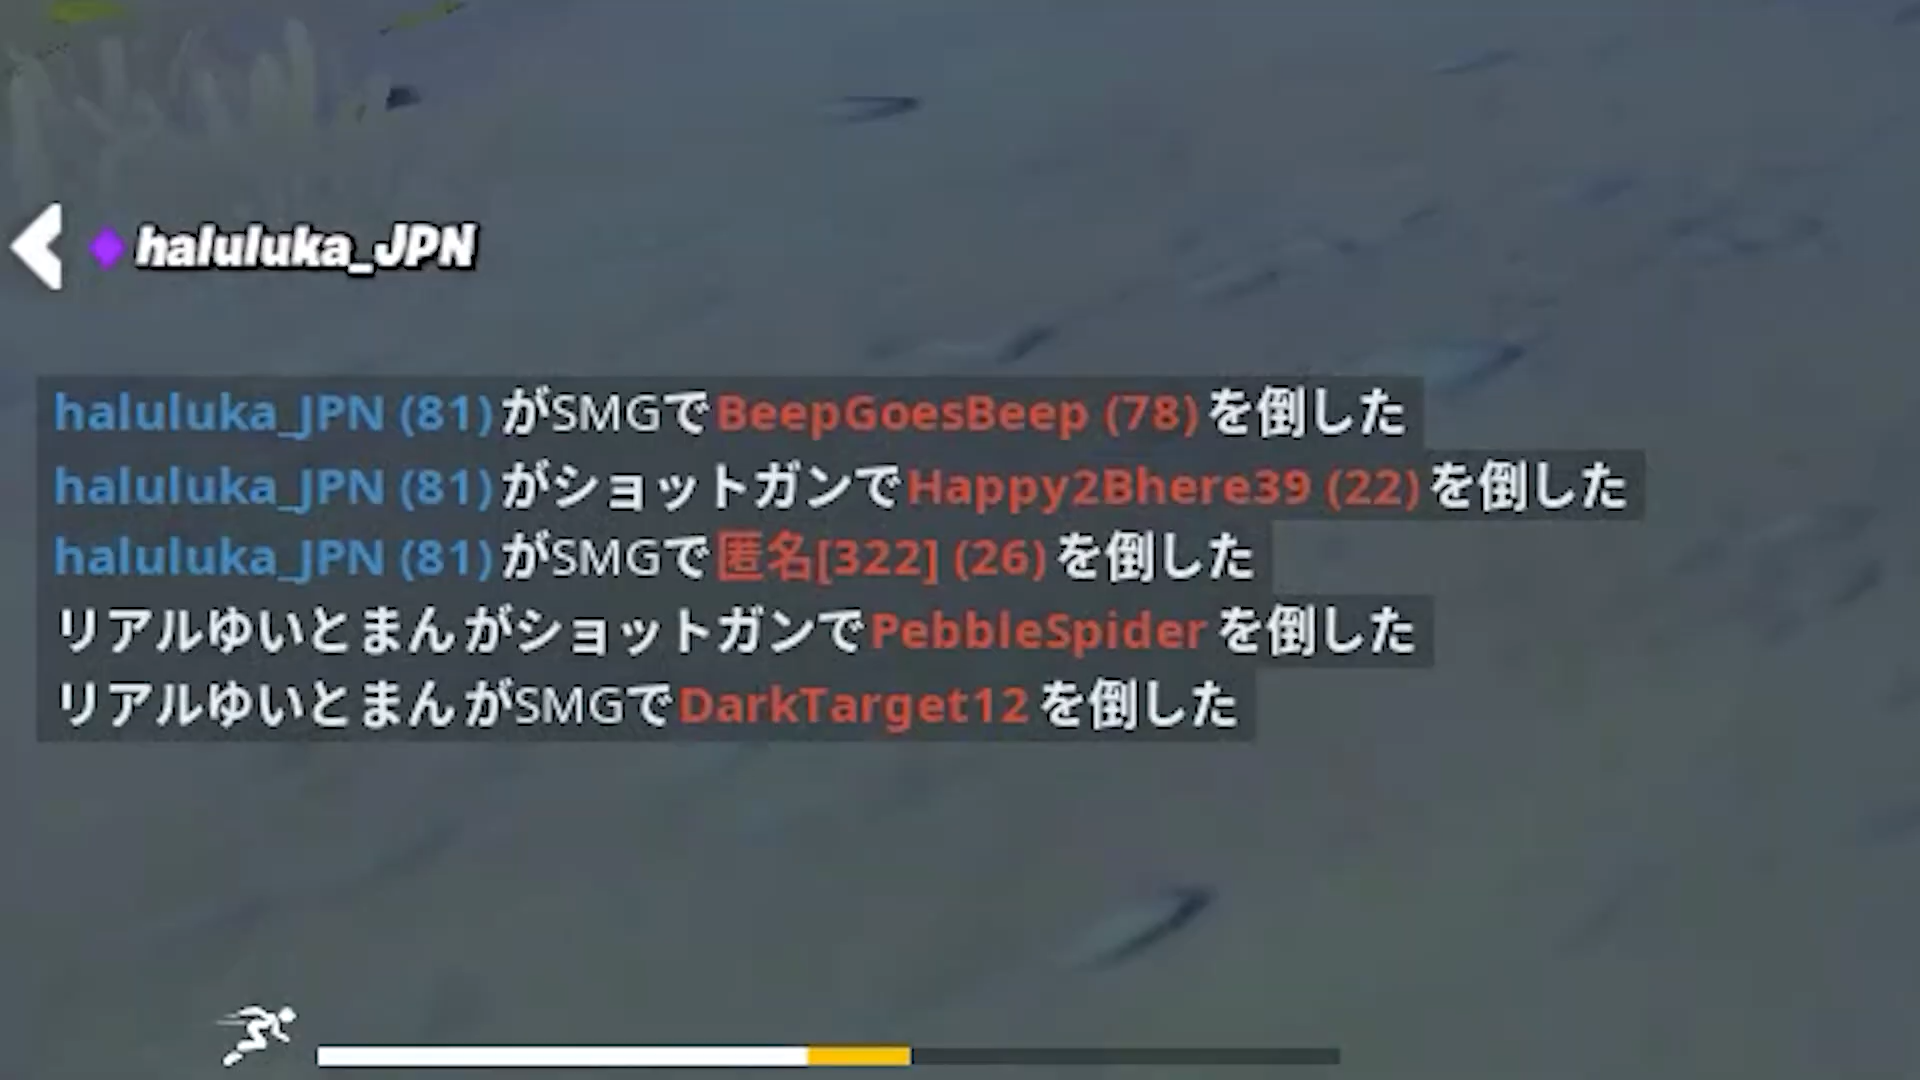 haluluka_JPN
haluluka_JPN (81) がSMGでBeepGoesBeep (78) を倒した
haluluka_JPN (81) がショットガンでHappy2Bhere39 (22) を倒した
haluluka_JPN (81) がSMGで匿名[322] (26) を倒した
リアルゆいとまん がショットガンでPebbleSpider を倒した
リアルゆいとまん がSMGでDarkTarget12 を倒した